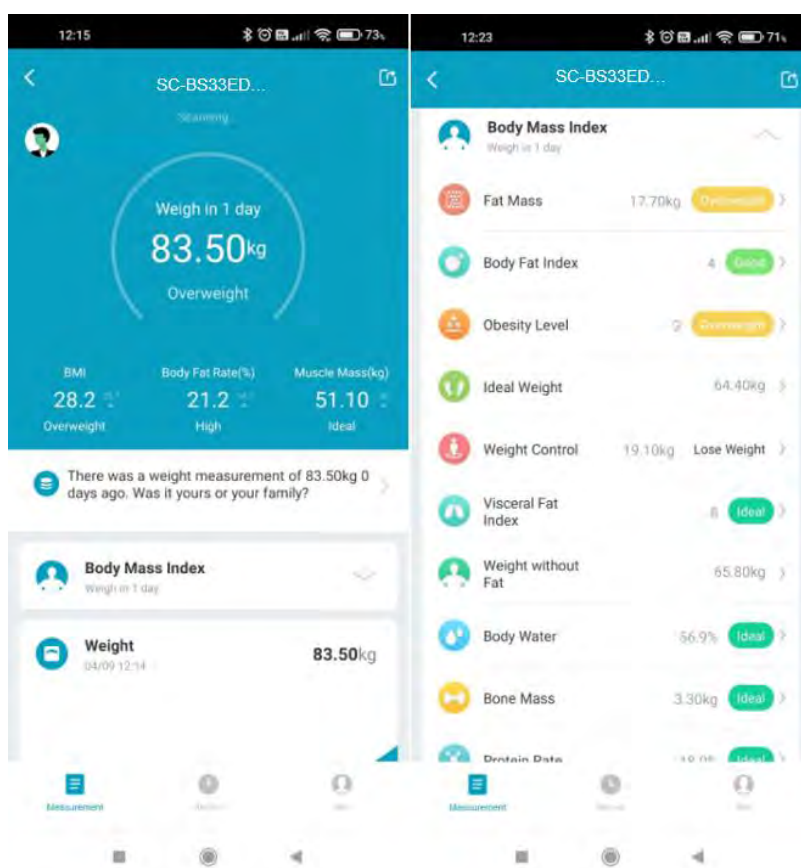 12:15
73%
SC-BS33ED...
Scanning
Weigh in 1 day
83.50kg
Overweight
BMI
Body Fat Rate(%)
Muscle Mass(kg)
28.2
21.2
51.10
Overweight
High
Ideal
There was a weight measurement of 83.50kg 0
days ago. Was it yours or your family?
Body Mass Index
Weigh in 1 day
Weight
04/09 12:14
83.50kg
Measurement
12:23
71%
SC-BS33ED...
Body Mass Index
Weigh in 1 day
Fat Mass 17.70kg Overweight
Body Fat Index 4 Good
Obesity Level Overweight
Ideal Weight 64.40kg
Weight Control 19.10kg Lose Weight
Visceral Fat
Index
8 Ideal
Weight without
Fat
65.80kg
Body Water 56.9% Ideal
Bone Mass 3.30kg Ideal
Protein Rate Ideal
Measurement